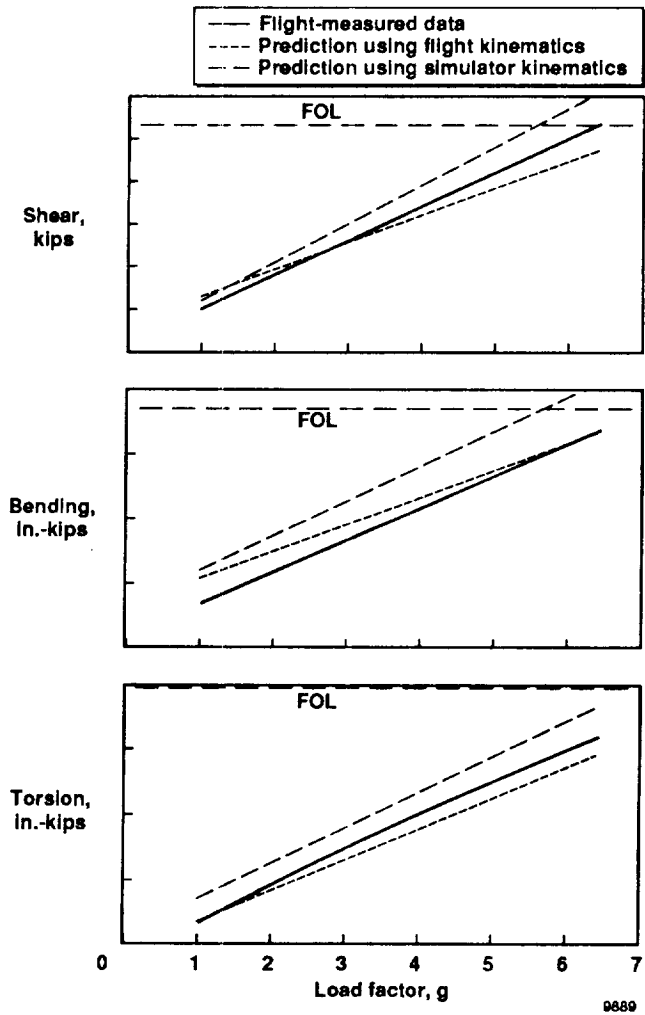 Flight-measured data
Prediction using flight kinematics
Prediction using simulator kinematics
FOL
Shear,
kips
FOL
Bending,
in.-kips
FOL
Torsion,
in.-kips
0 1 2 3 4 5 6 7
Load factor, g
9889